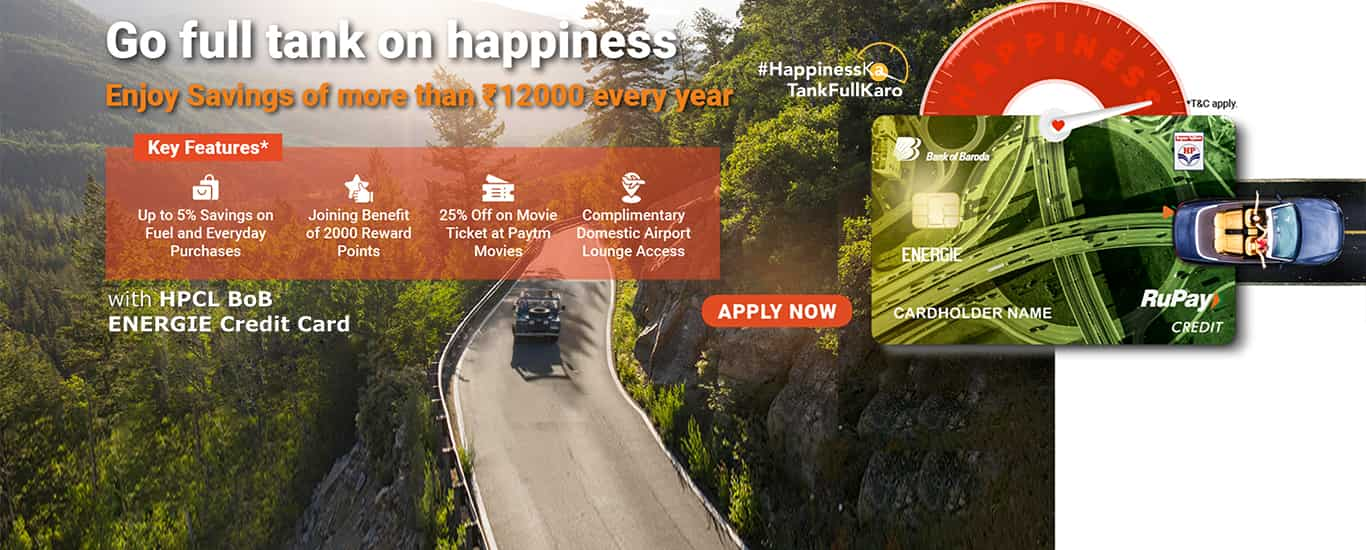 Go full tank on happiness
Enjoy Savings of more than ₹12000 every year
Key Features*
Up to 5% Savings on
Fuel and Everyday
Purchases
Joining Benefit
of 2000 Reward
Points
25% Off on Movie
Ticket at Paytm
Movies
Complimentary
Domestic Airport
Lounge Access
with HPCL BoB
ENERGIE Credit Card
APPLY NOW
#HappinessKa
TankFullKaro
HAPPINESS
*T&C apply.
Bank of Baroda
HP
ENERGIE
CARDHOLDER NAME
RuPay
CREDIT